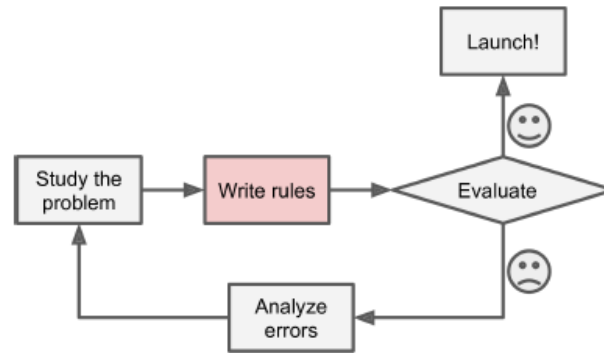 Launch!
Study the
problem
Write rules
Evaluate
Analyze
errors